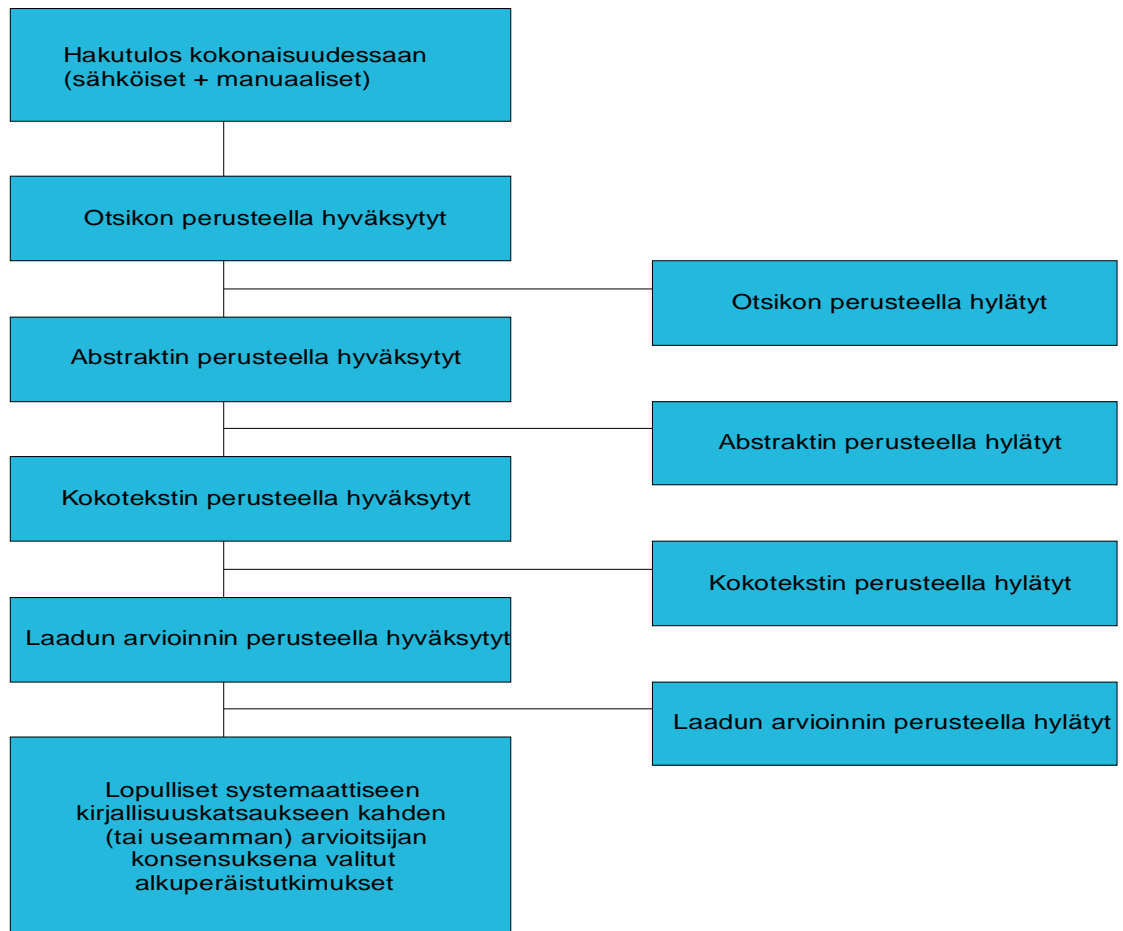 Hakutulos kokonaisuudessaan
(sähköiset + manuaaliset)
Otsikon perusteella hyväksytyt
Otsikon perusteella hylätyt
Abstraktin perusteella hyväksytyt
Abstraktin perusteella hylätyt
Kokotekstin perusteella hyväksytyt
Kokotekstin perusteella hylätyt
Laadun arvioinnin perusteella hyväksytyt
Laadun arvioinnin perusteella hylätyt
Lopulliset systemaattiseen
kirjallisuuskatsaukseen kahden
(tai useamman) arvioitsijan
konsensuksena valitut
alkuperäistutkimukset